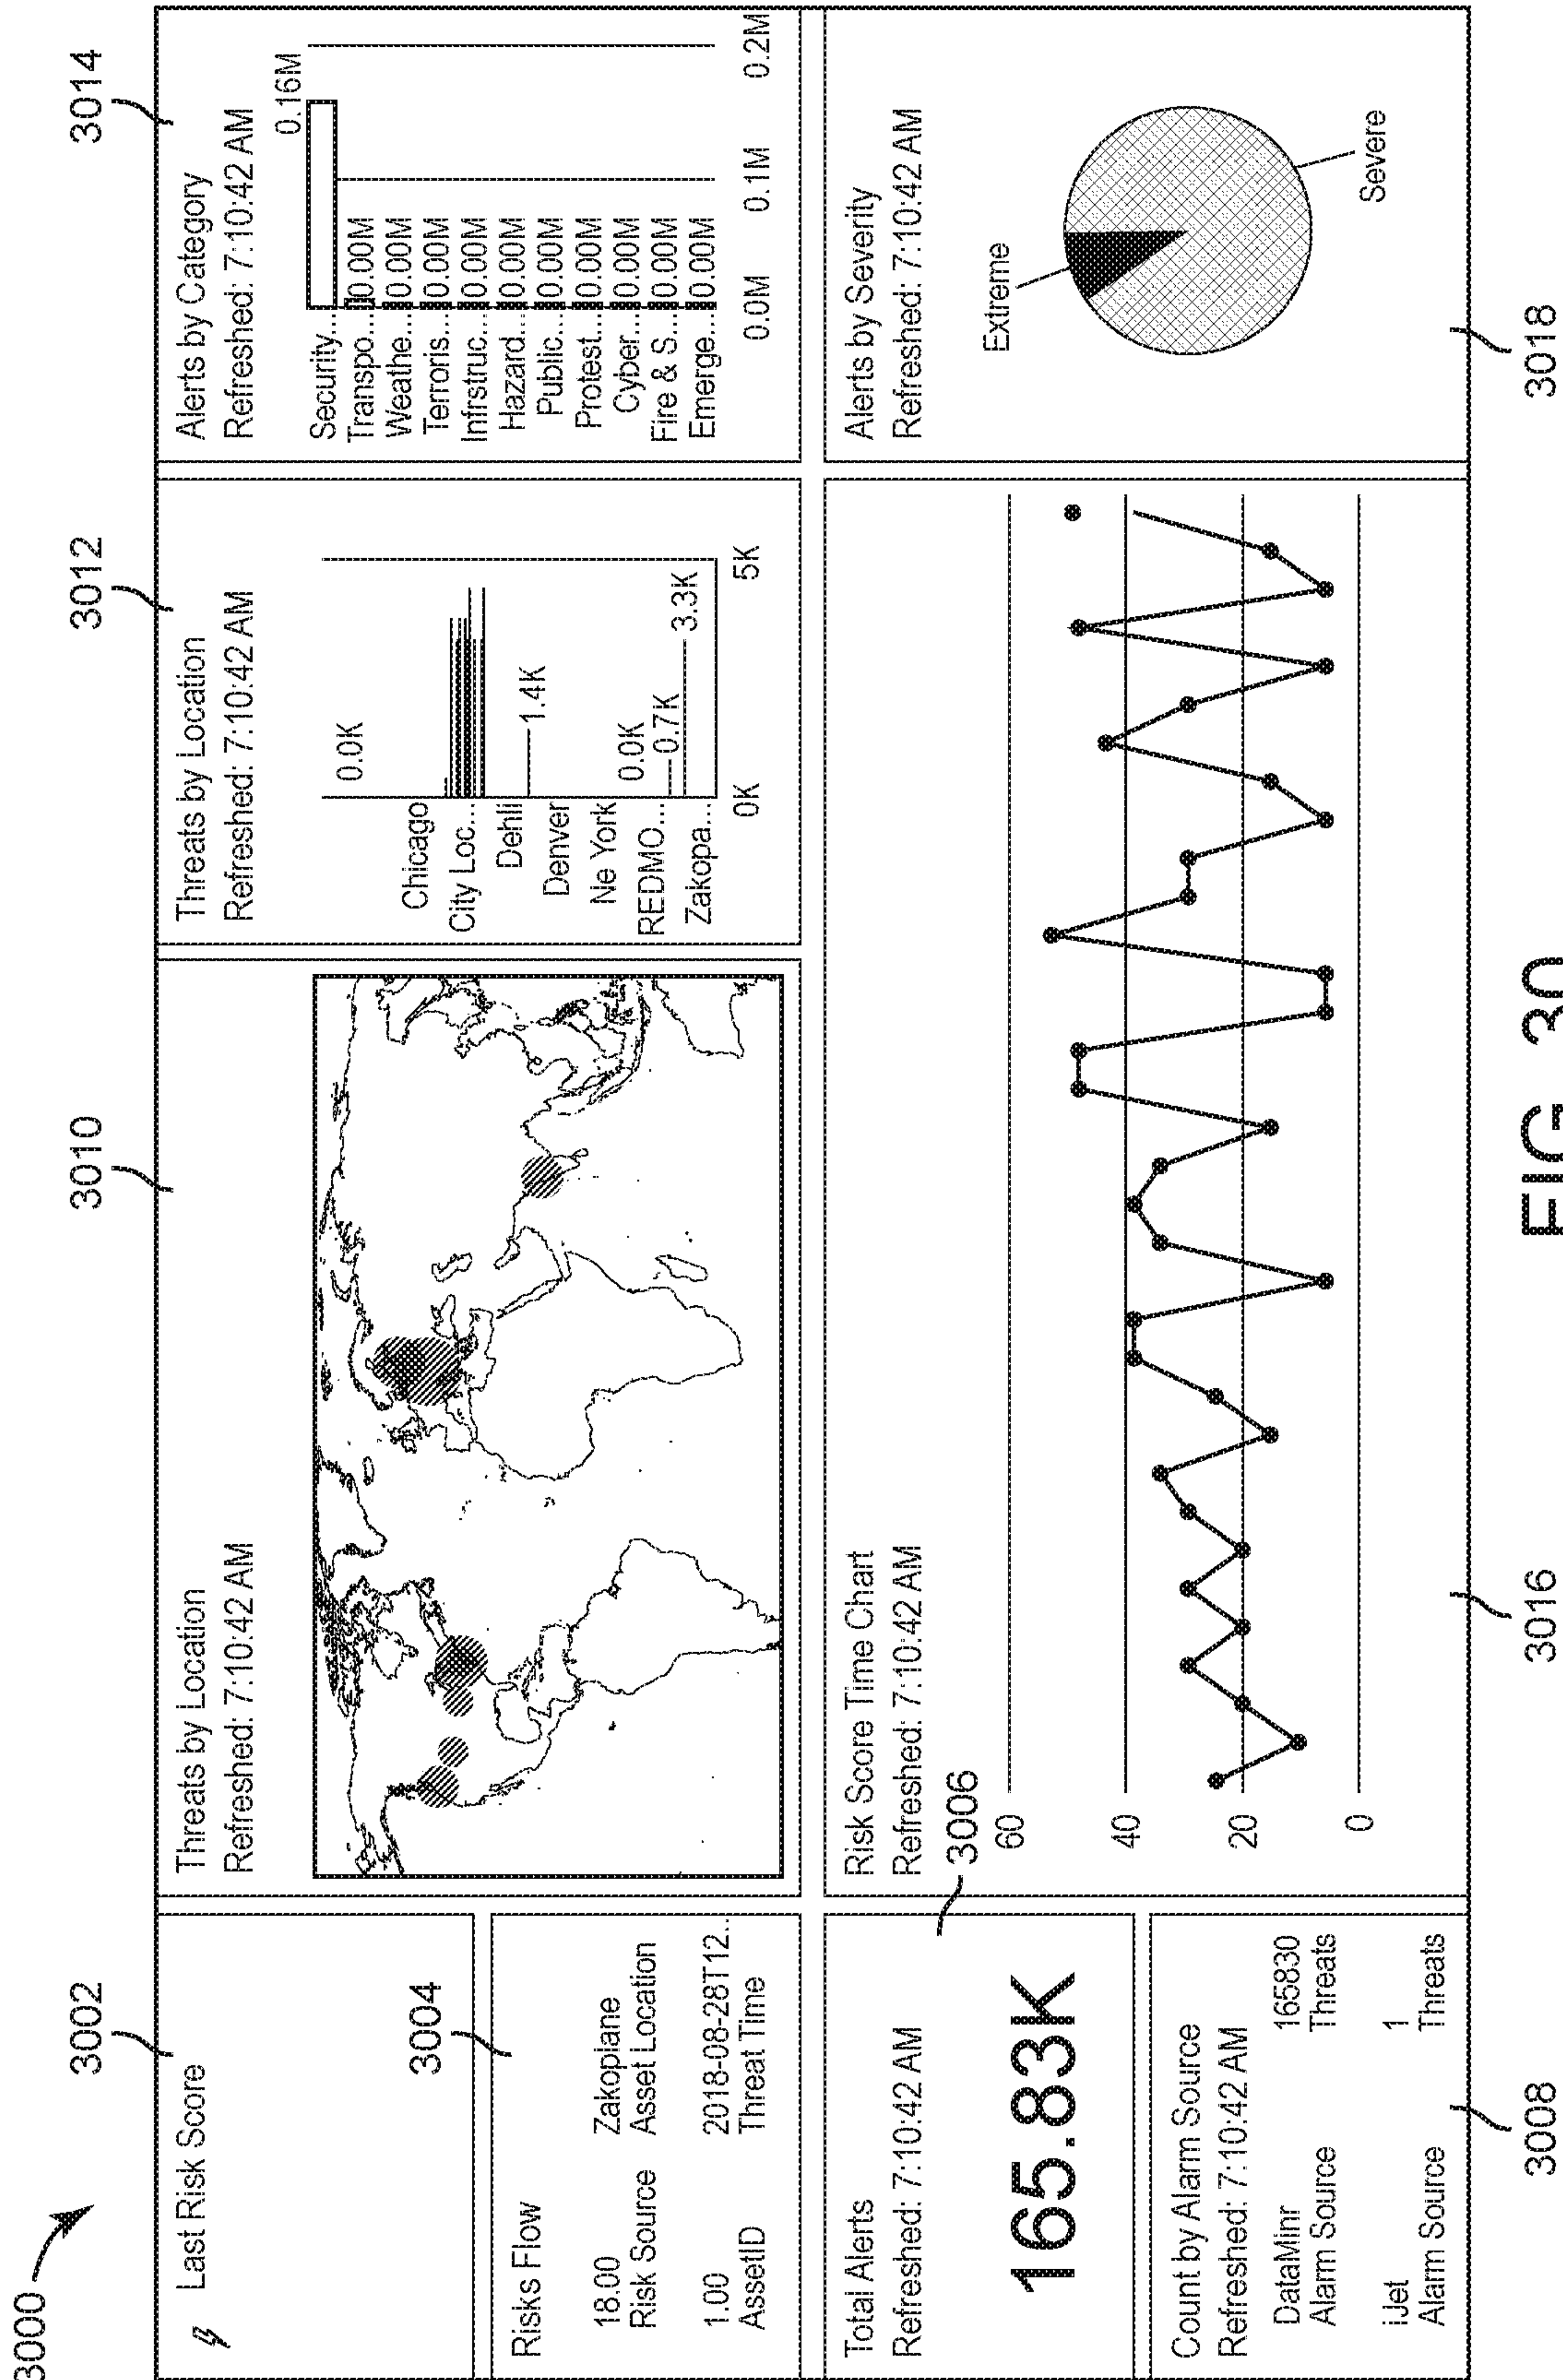 3000
3002
Last Risk Score
3004
Risks Flow
18.00
Risk Source
Zakoplane
Asset Location
1.00
AssetID
2018-08-28T12..
Threat Time
Total Alerts
Refreshed: 7:10:42 AM
3006
165.83K
Count by Alarm Source
Refreshed: 7:10:42 AM
DataMinr
Alarm Source
165830
Threats
iJet
Alarm Source
1
Threats
3008
3010
Threats by Location
Refreshed: 7:10:42 AM
3012
Threats by Location
Refreshed: 7:10:42 AM
0.0K
Chicago
City Loc...
Dehli
1.4K
Denver
Ne York
0.0K
REDMO...
0.7K
Zakopa...
3.3K
0K
5K
3014
Alerts by Category
Refreshed: 7:10:42 AM
0.16M
Security...
Transpo... 0.00M
Weathe... 0.00M
Terroris... 0.00M
Infrstruc... 0.00M
Hazard... 0.00M
Public... 0.00M
Protest... 0.00M
Cyber... 0.00M
Fire & S... 0.00M
Emerge... 0.00M
0.0M 0.1M 0.2M
Risk Score Time Chart
Refreshed: 7:10:42 AM
60
40
20
0
3016
Alerts by Severity
Refreshed: 7:10:42 AM
Extreme
Severe
3018
FIG. 30